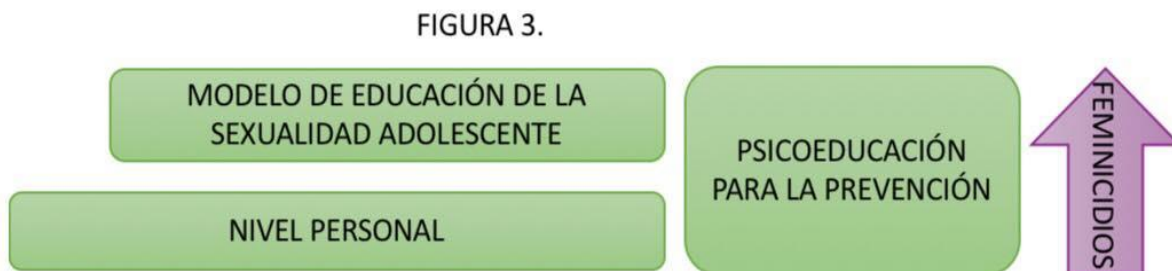 FIGURA 3.
MODELO DE EDUCACIÓN DE LA
SEXUALIDAD ADOLESCENTE
PSICOEDUCACIÓN
PARA LA PREVENCIÓN
NIVEL PERSONAL
FEMINICIDIOS